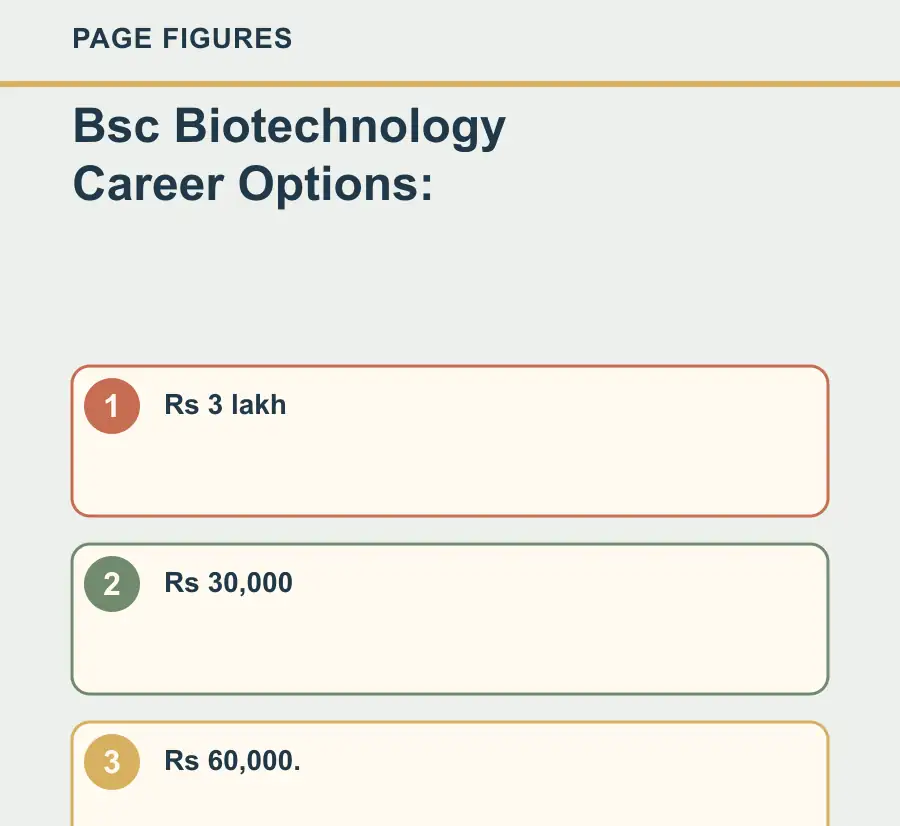 PAGE FIGURES
Bsc Biotechnology
Career Options:
1 Rs 3 lakh
2 Rs 30,000
3 Rs 60,000.